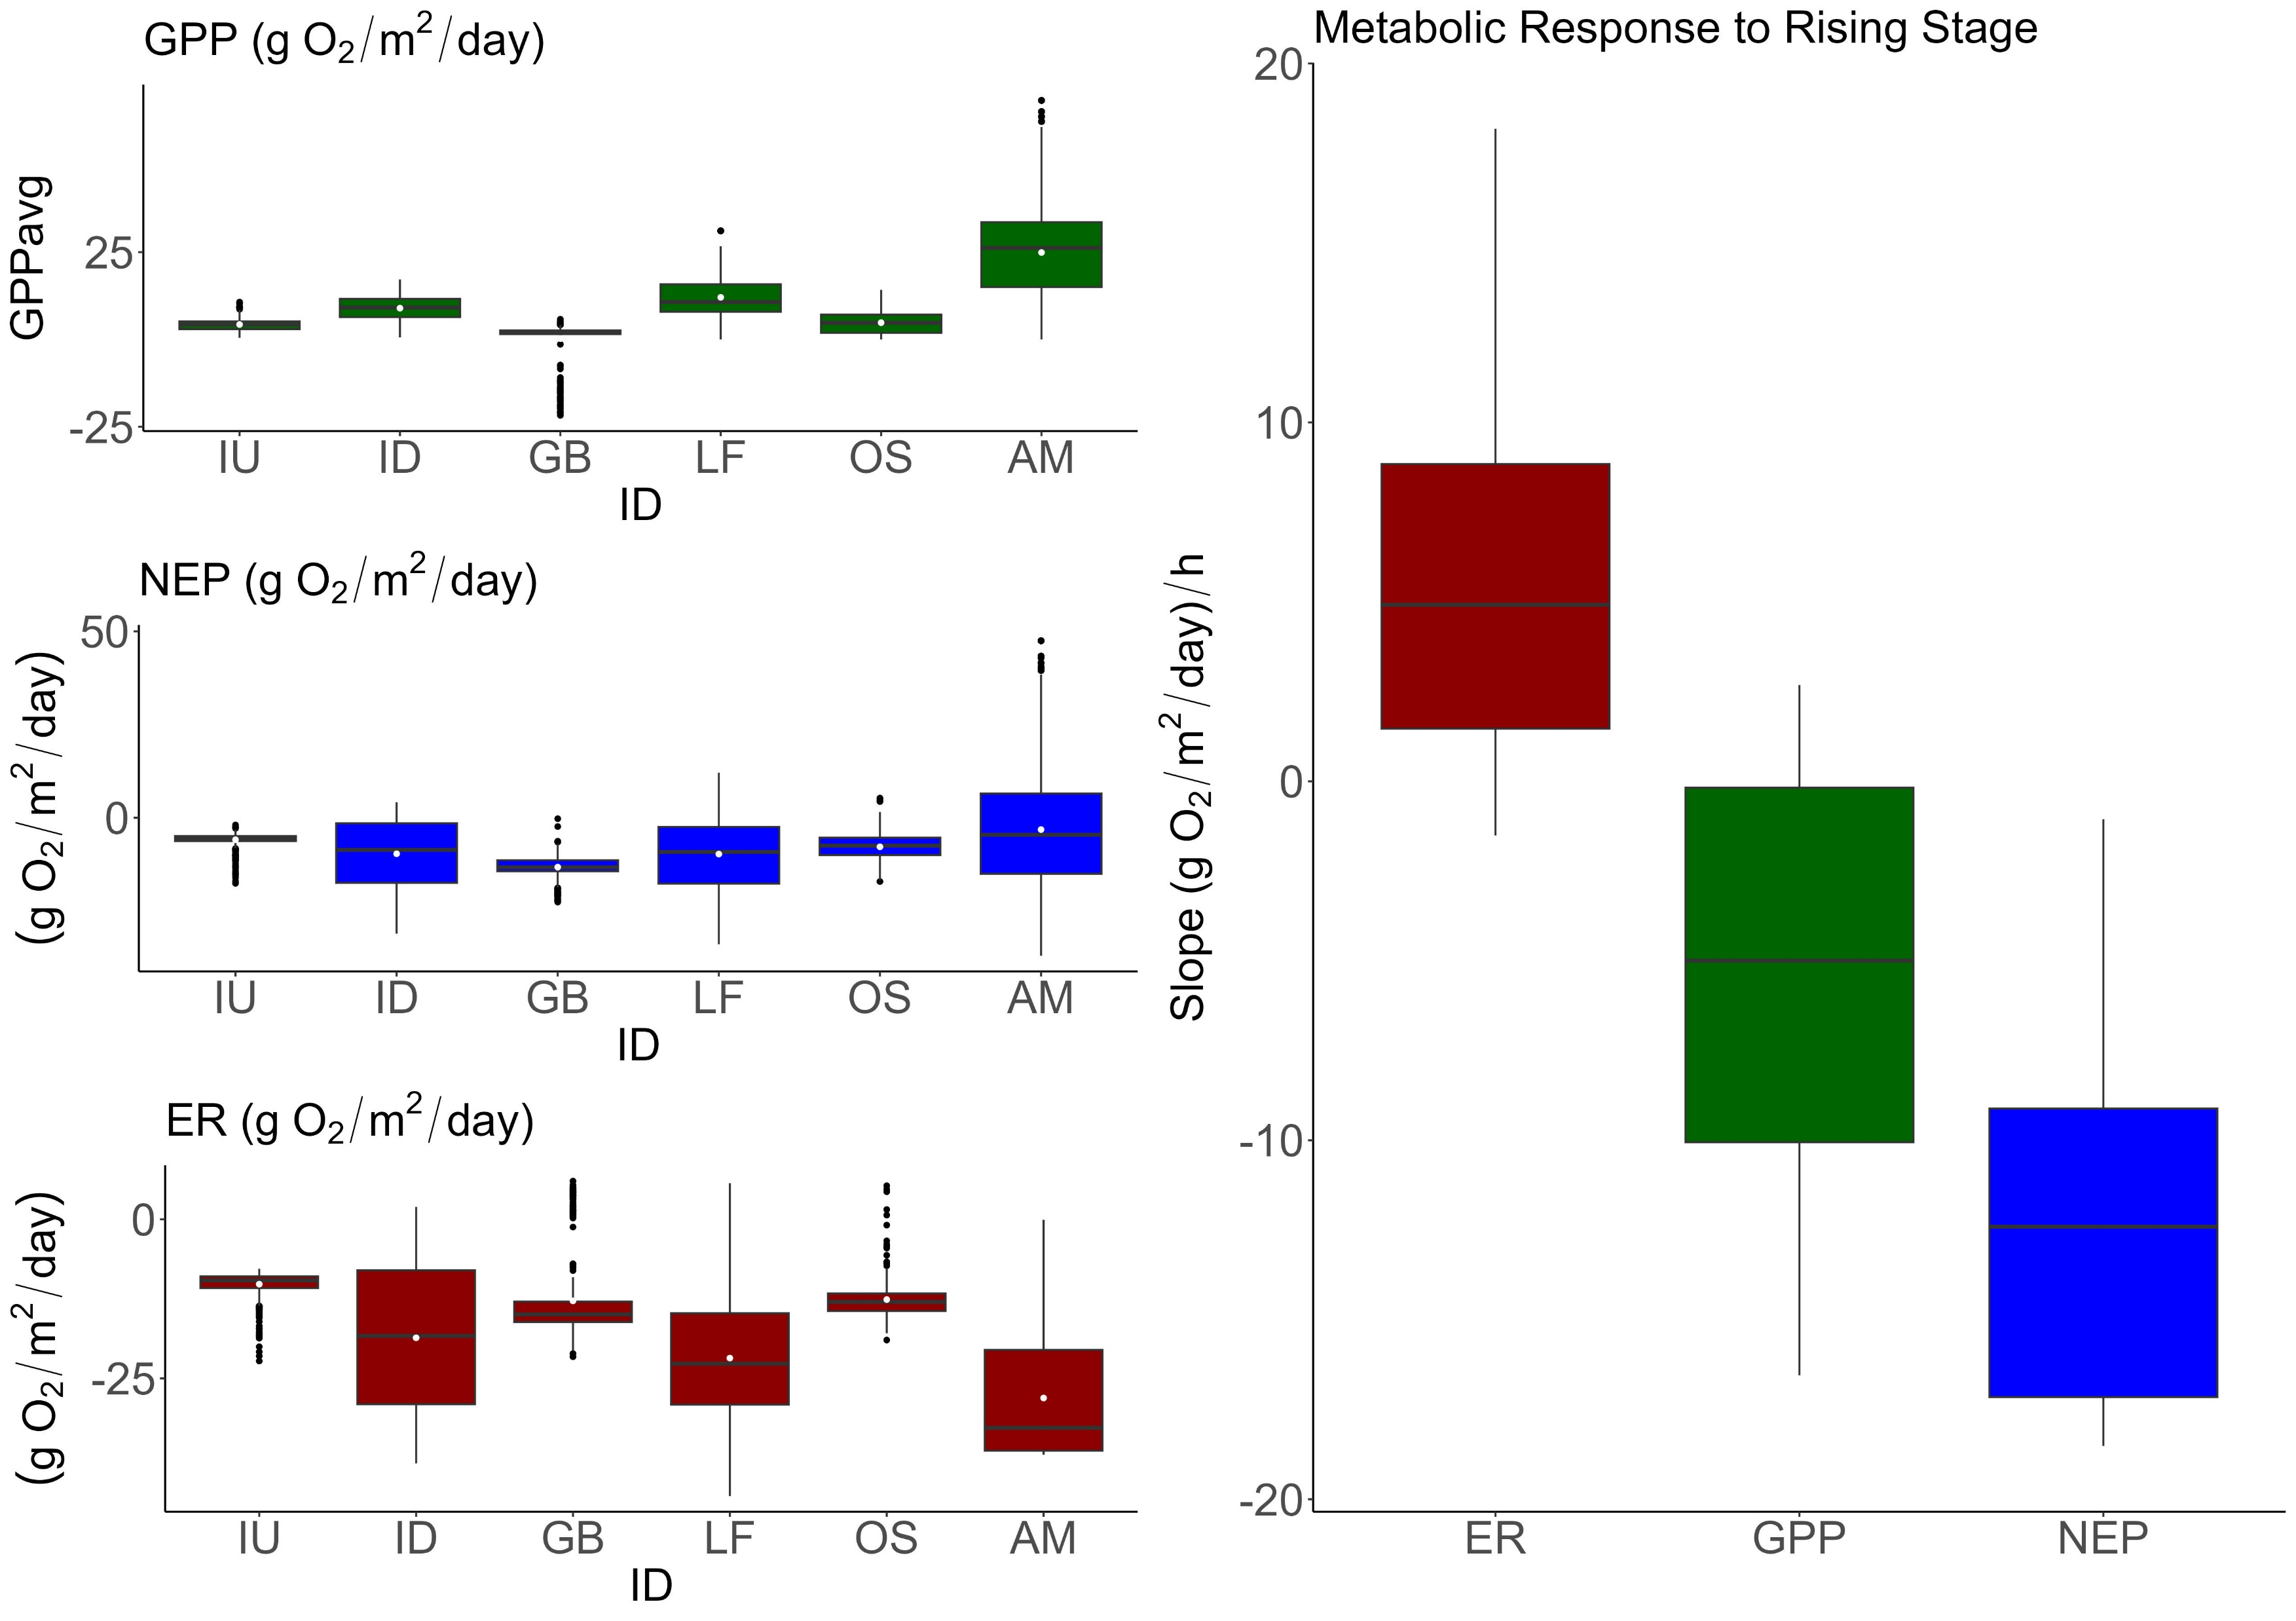 GPP (g O₂/m²/day)
GPPavg
25
-25
IU ID GB LF OS AM
ID
NEP (g O₂/m²/day)
(g O₂/m²/day)
50
0
IU ID GB LF OS AM
ID
ER (g O₂/m²/day)
(g O₂/m²/day)
0
-25
IU ID GB LF OS AM
ID
Metabolic Response to Rising Stage
Slope (g O₂/m²/day)/h
20
10
0
-10
-20
ER GPP NEP